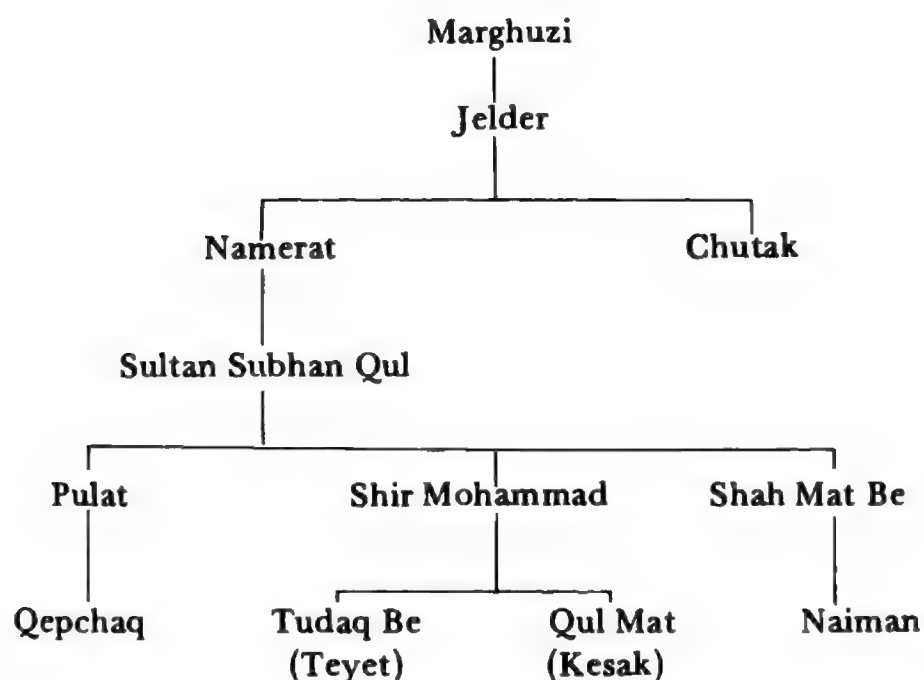 Marghuzi
Jelder
Namerat Chutak
Sultan Subhan Qul
Pulat Shir Mohammad Shah Mat Be
Qepchaq Tudaq Be Qul Mat Naiman
(Teyet) (Kesak)